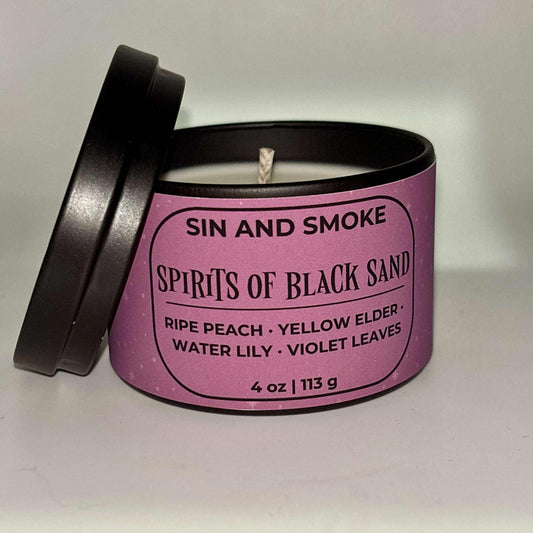 SIN AND SMOKE
SPIRITS OF BLACK SAND
RIPE PEACH · YELLOW ELDER ·
WATER LILY · VIOLET LEAVES
4 oz | 113 g